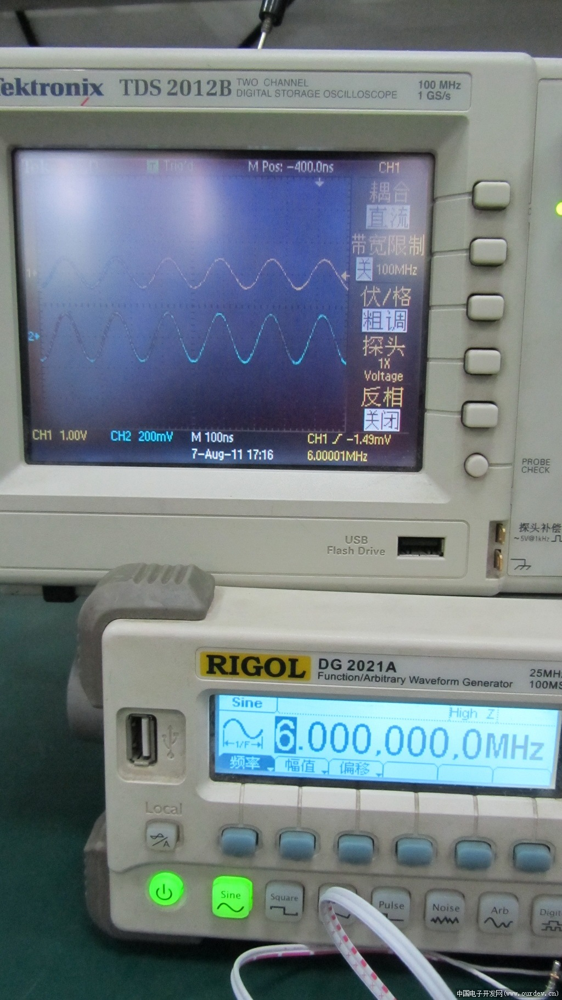 Tektronix TDS 2012B TWO CHANNEL DIGITAL STORAGE OSCILLOSCOPE 100 MHz 1 GS/s
Trig'd M Pos: -400.0ns CH1
耦合
直流
带宽限制
关 100MHz
伏/格
粗调
探头
1X
Voltage
反相
关闭
1
2
CH1 1.00V CH2 200mV M 100ns CH1 -1.49mV
7-Aug-11 17:16 6.00001MHz
PROBE
CHECK
USB
Flash Drive
探头补偿
~5V@1kHz
RIGOL DG 2021A
Function/Arbitrary Waveform Generator
25MHz
100MS
Sine
High Z
1/F
6.000,000,0MHz
频率 幅值 偏移
Local
A
Sine Square Pulse Noise Arb Digit
中国电子开发网(www.ourdev.cn)